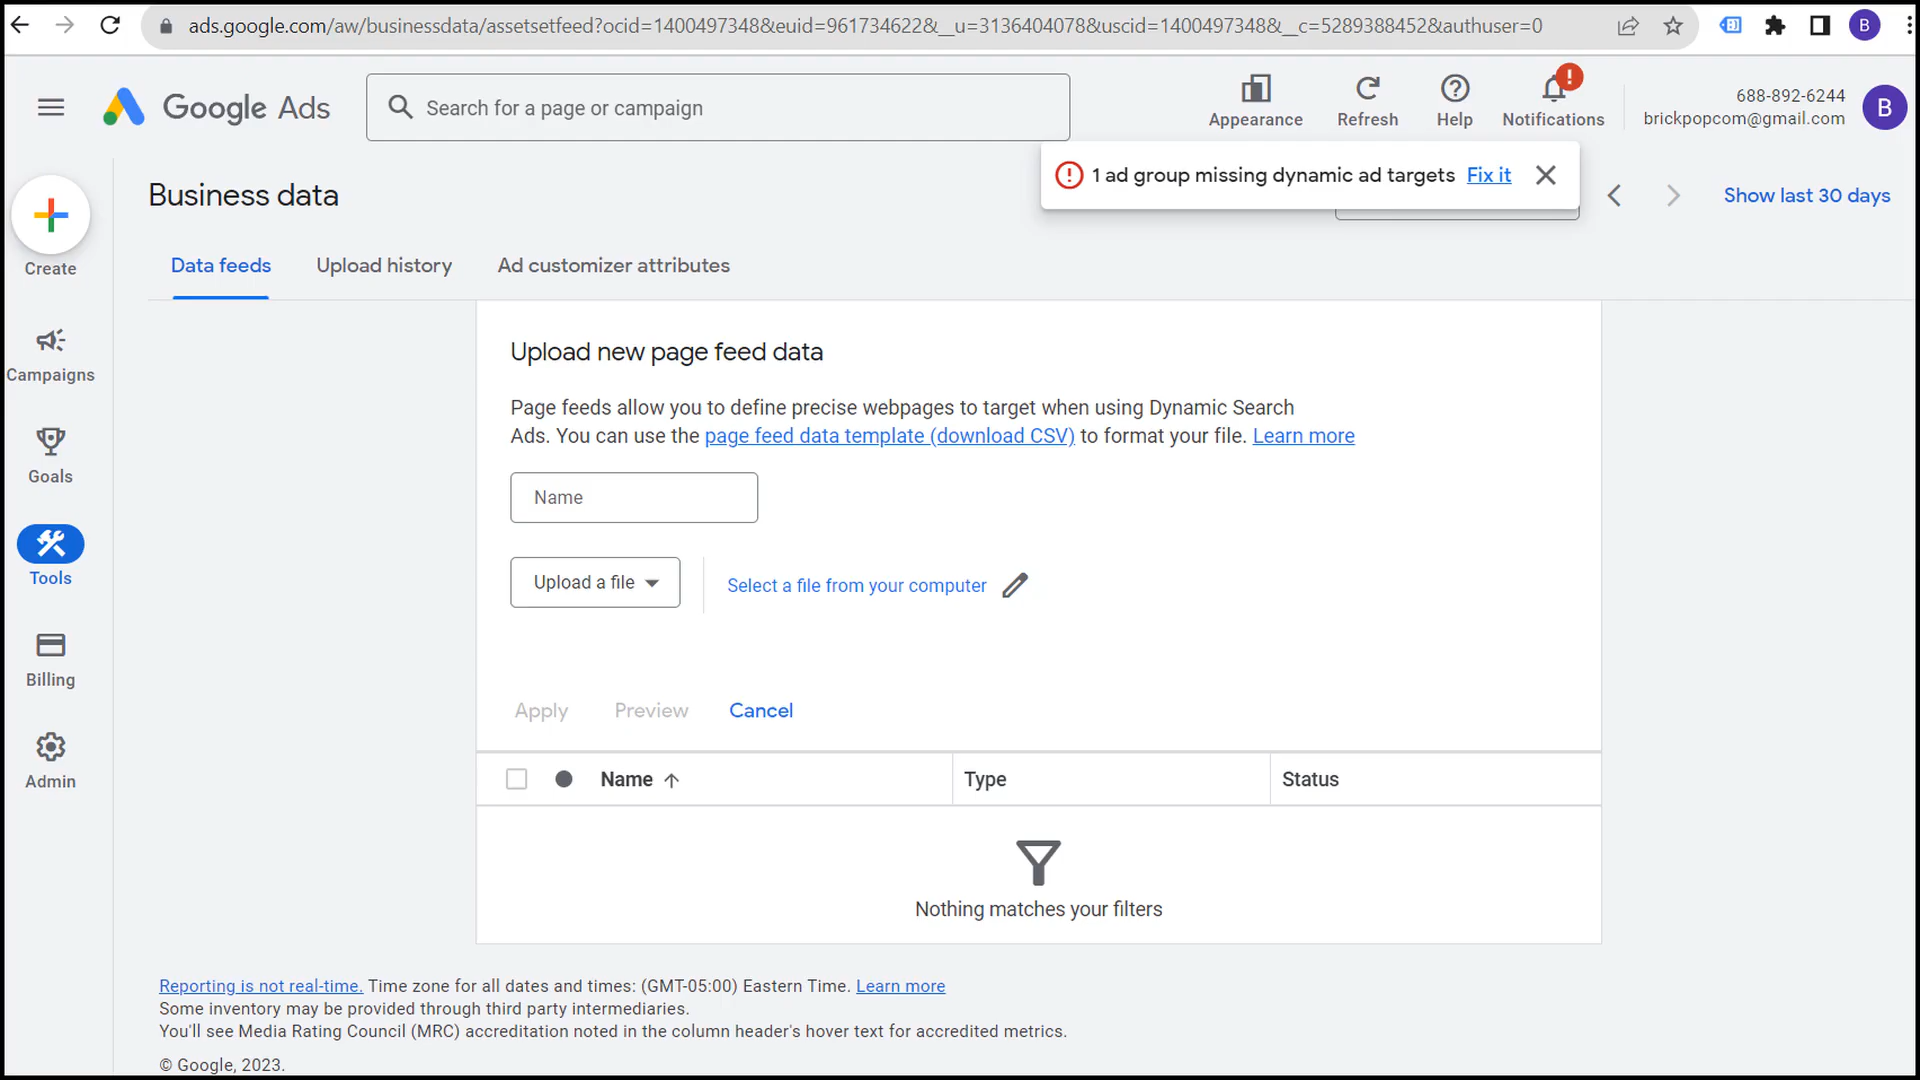 ads.google.com/aw/businessdata/assetsetfeed?ocid=1400497348&euid=961734622&__u=3136404078&uscid=1400497348&__c=5289388452&authuser=0
B
Google Ads
Search for a page or campaign
Appearance
Refresh
Help
Notifications
688-892-6244
brickpopcom@gmail.com
B
1 ad group missing dynamic ad targets Fix it
Business data
Show last 30 days
Create
Campaigns
Goals
Tools
Billing
Admin
Data feeds
Upload history
Ad customizer attributes
Upload new page feed data
Page feeds allow you to define precise webpages to target when using Dynamic Search
Ads. You can use the page feed data template (download CSV) to format your file. Learn more
Name
Upload a file
Select a file from your computer
Apply
Preview
Cancel
Name
Type
Status
Nothing matches your filters
Reporting is not real-time. Time zone for all dates and times: (GMT-05:00) Eastern Time. Learn more
Some inventory may be provided through third party intermediaries.
You'll see Media Rating Council (MRC) accreditation noted in the column header's hover text for accredited metrics.
© Google, 2023.